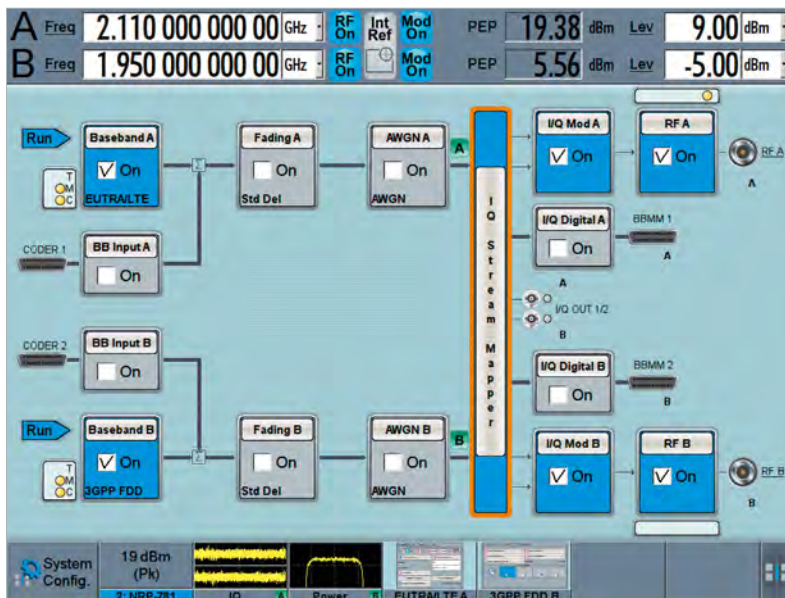 A Freq 2.110 000 000 00 GHz RF On Int Ref Mod On PEP 19.38 dBm Lev 9.00 dBm
B Freq 1.950 000 000 00 GHz RF On Mod On PEP 5.56 dBm Lev -5.00 dBm
Run
Baseband A
On
EUTRA/LTE
T
M
C
Σ
Fading A
On
Std Del
AWGN A
On
AWGN
A
I/Q Mod A
On
RF A
On
RF A
A
CODER 1
BB Input A
On
IQ Stream Mapper
I/Q Digital A
On
BBMM 1
A
A
I/Q OUT 1/2
B
CODER 2
BB Input B
On
I/Q Digital B
On
BBMM 2
B
Run
Baseband B
On
3GPP FDD
T
M
C
Σ
Fading B
On
Std Del
AWGN B
On
AWGN
B
I/Q Mod B
On
RF B
On
RF B
B
System Config.
19 dBm
(Pk)
2: NRP-Z81
IQ A
Power B
EUTRA/LTE A
3GPP FDD B